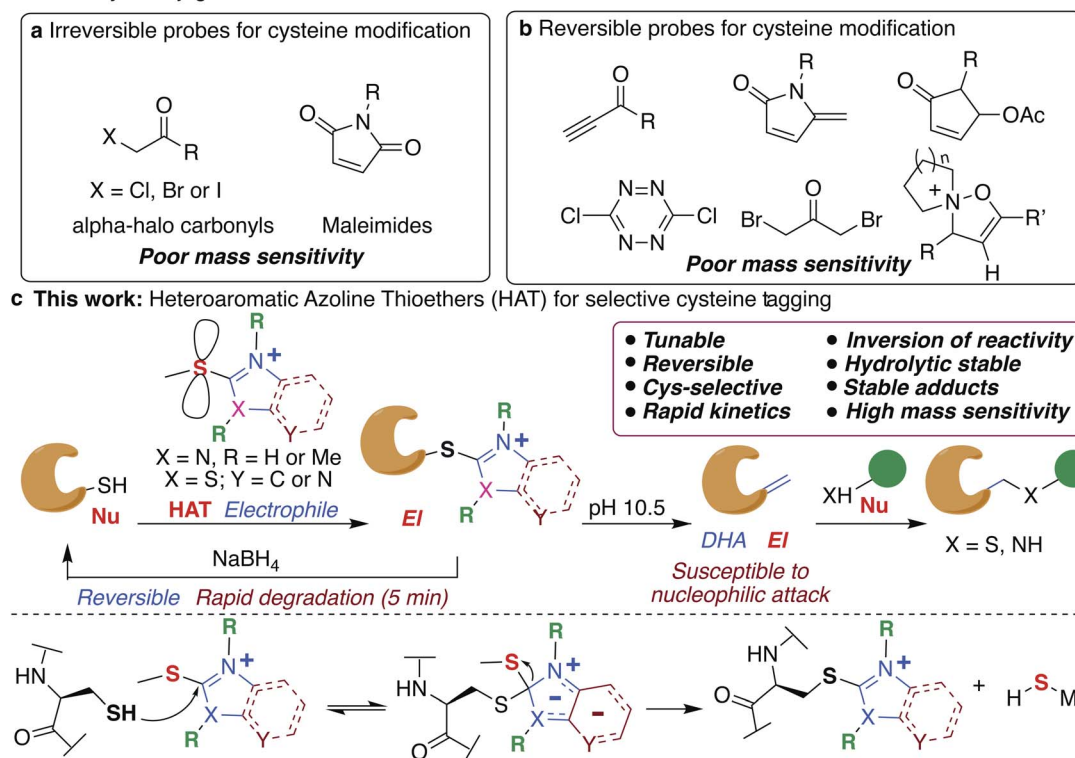 a Irreversible probes for cysteine modification
X
O
R
X = Cl, Br or I
alpha-halo carbonyls
R
O
N
O
Maleimides
Poor mass sensitivity
b Reversible probes for cysteine modification
O
R
R
O
N
R
O
OAc
N=N
Cl
Cl
N=N
O
Br
Br
( )n
+
N
O
R'
R
H
Poor mass sensitivity
c This work: Heteroaromatic Azoline Thioethers (HAT) for selective cysteine tagging
• Tunable
• Reversible
• Cys-selective
• Rapid kinetics
• Inversion of reactivity
• Hydrolytic stable
• Stable adducts
• High mass sensitivity
R
S
N
+
X
R
Y
X = N, R = H or Me
X = S; Y = C or N
SH
Nu
HAT Electrophile
R
S
N
+
X
R
Y
El
pH 10.5
DHA El
Susceptible to
nucleophilic attack
XH
Nu
X
X = S, NH
NaBH4
Reversible Rapid degradation (5 min)
HN
O
SH
R
S
N
+
X
R
Y
HN
O
S
S
R
N
+
−
X
−
R
Y
HN
O
S
R
N
+
X
R
Y
+
H
S
M